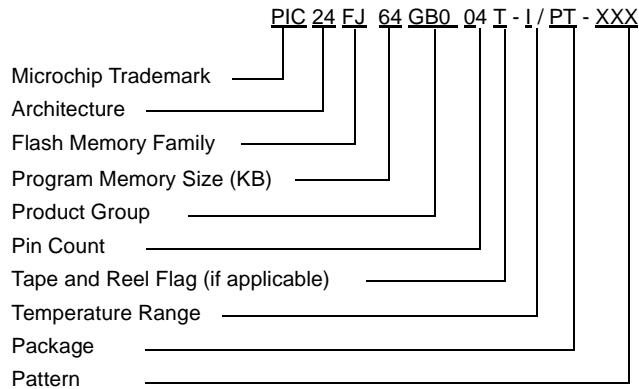 PIC 24 FJ 64 GB0 04 T - I / PT - XXX
Microchip Trademark
Architecture
Flash Memory Family
Program Memory Size (KB)
Product Group
Pin Count
Tape and Reel Flag (if applicable)
Temperature Range
Package
Pattern